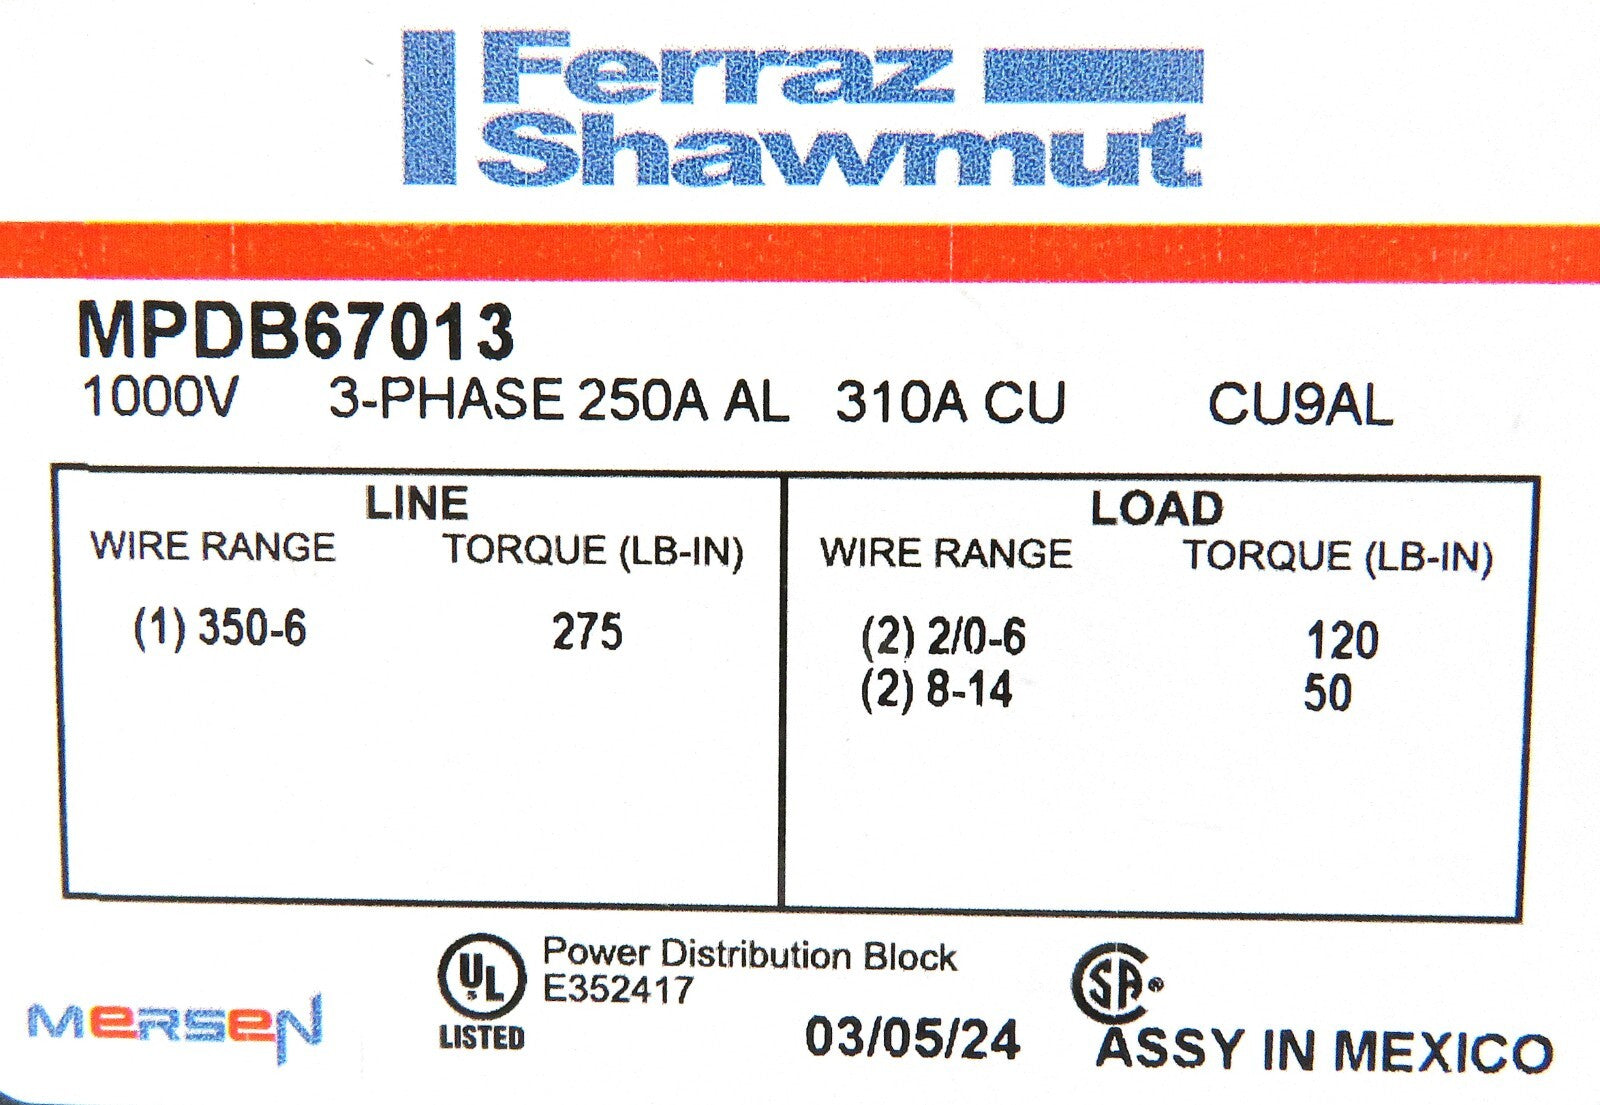 Ferraz
Shawmut
MPDB67013
1000V 3-PHASE 250A AL 310A CU CU9AL
LINE
WIRE RANGE TORQUE (LB-IN)
(1) 350-6 275
LOAD
WIRE RANGE TORQUE (LB-IN)
(2) 2/0-6 120
(2) 8-14 50
MERSEN
UL
LISTED
Power Distribution Block
E352417
03/05/24
SA®
ASSY IN MEXICO